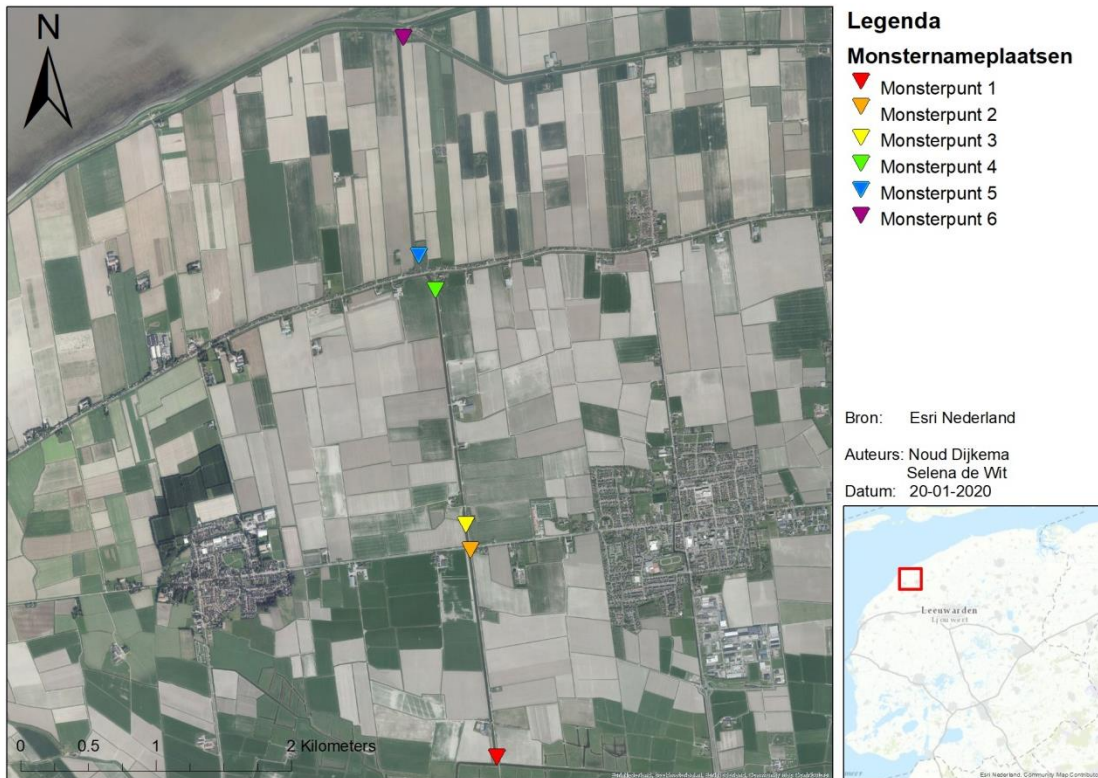 N
0 0.5 1 2 Kilometers
Legenda
Monsternameplaatsen
Monsterpunt 1
Monsterpunt 2
Monsterpunt 3
Monsterpunt 4
Monsterpunt 5
Monsterpunt 6
Bron: Esri Nederland
Auteurs: Noud Dijkema
Selena de Wit
Datum: 20-01-2020
Leeuwarden
Ljouwert
Esri Nederland, Community Map Contributors